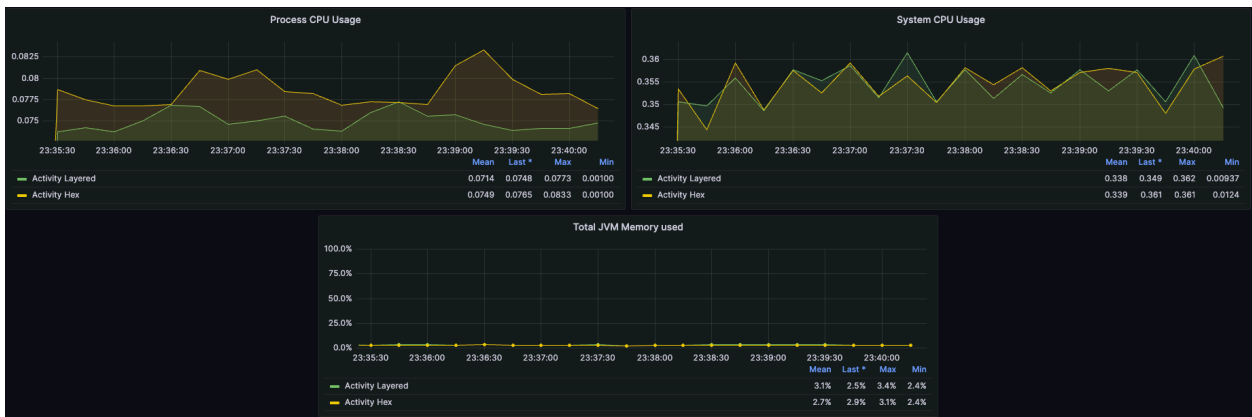 Process CPU Usage
0.0825
0.08
0.0775
0.075
23:35:30 23:36:00 23:36:30 23:37:00 23:37:30 23:38:00 23:38:30 23:39:00 23:39:30 23:40:00
Mean Last * Max Min
Activity Layered 0.0714 0.0748 0.0773 0.00100
Activity Hex 0.0749 0.0765 0.0833 0.00100
System CPU Usage
0.36
0.355
0.35
0.345
23:35:30 23:36:00 23:36:30 23:37:00 23:37:30 23:38:00 23:38:30 23:39:00 23:39:30 23:40:00
Mean Last * Max Min
Activity Layered 0.338 0.349 0.362 0.00937
Activity Hex 0.339 0.361 0.361 0.0124
Total JVM Memory used
100.0%
75.0%
50.0%
25.0%
0.0%
23:35:30 23:36:00 23:36:30 23:37:00 23:37:30 23:38:00 23:38:30 23:39:00 23:39:30 23:40:00
Mean Last * Max Min
Activity Layered 3.1% 2.5% 3.4% 2.4%
Activity Hex 2.7% 2.9% 3.1% 2.4%